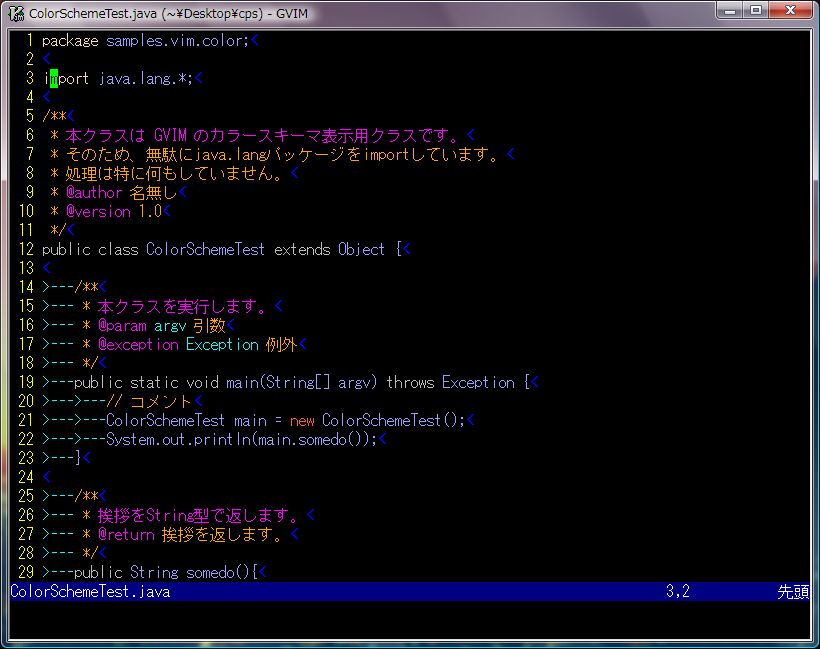 ColorSchemeTest.java (~¥Desktop¥cps) - GVIM
1 package samples.vim.color;<
2 <
3 import java.lang.*;<
4 <
5 /**<
6  * 本クラスは GVIM のカラースキーマ表示用クラスです。<
7  * そのため、無駄にjava.langパッケージをimportしています。<
8  * 処理は特に何もしていません。<
9  * @author 名無し<
10  * @version 1.0<
11  */<
12 public class ColorSchemeTest extends Object {<
13 <
14 >---/**<
15 >--- * 本クラスを実行します。<
16 >--- * @param argv 引数<
17 >--- * @exception Exception 例外<
18 >--- */<
19 >---public static void main(String[] argv) throws Exception {<
20 >--->---// コメント<
21 >--->---ColorSchemeTest main = new ColorSchemeTest();<
22 >--->---System.out.println(main.somedo());<
23 >---}<
24 <
25 >---/**<
26 >--- * 挨拶をString型で返します。<
27 >--- * @return 挨拶を返します。<
28 >--- */<
29 >---public String somedo(){<
ColorSchemeTest.java 3,2 先頭